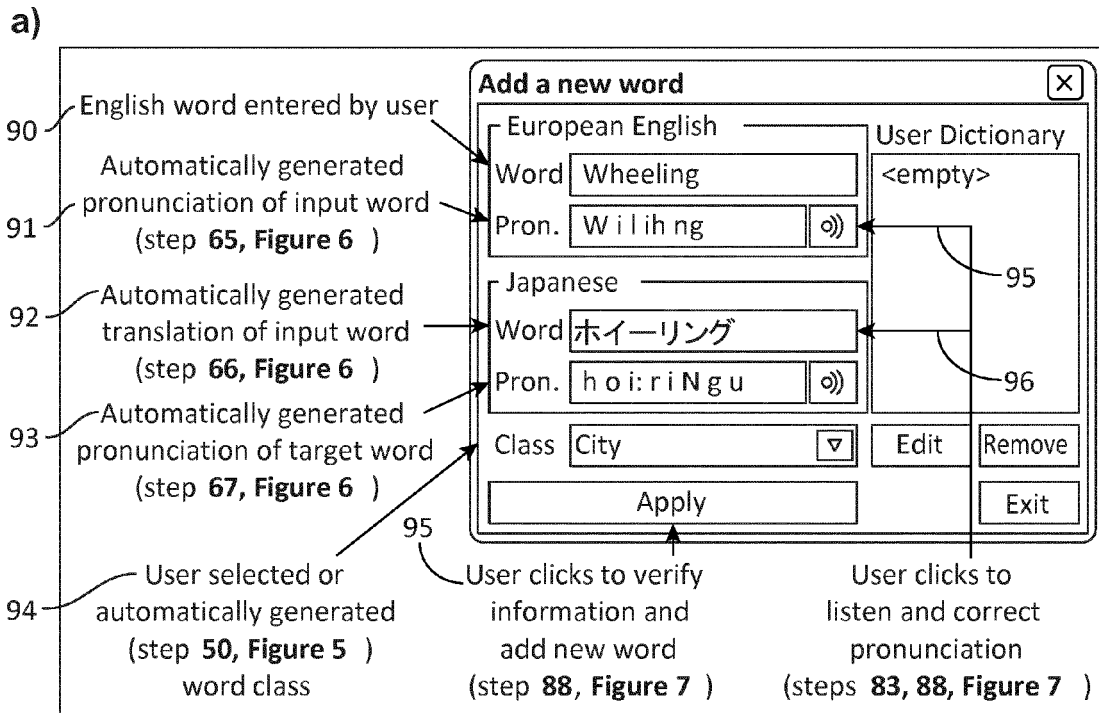 a)
90 English word entered by user
91 Automatically generated
pronunciation of input word
(step 65, Figure 6 )
92 Automatically generated
translation of input word
(step 66, Figure 6 )
93 Automatically generated
pronunciation of target word
(step 67, Figure 6 )
94 User selected or
automatically generated
(step 50, Figure 5 )
word class
Add a new word X
European English
Word Wheeling
Pron. W i l ih ng
Japanese
Word ホイーリング
Pron. h o i: r i N g u
Class City
Apply
User Dictionary
<empty>
95
96
Edit Remove
Exit
95 User clicks to verify
information and
add new word
(step 88, Figure 7 )
User clicks to
listen and correct
pronunciation
(steps 83, 88, Figure 7 )